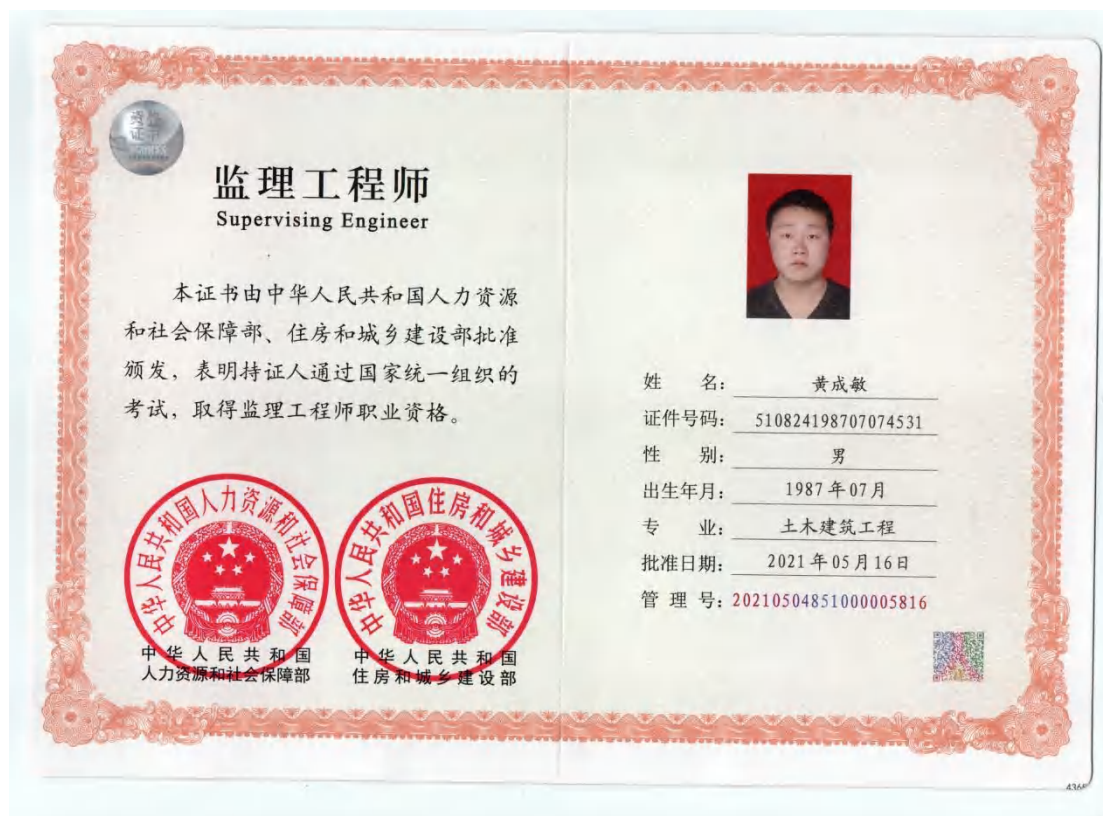 资格
证书
监理工程师
Supervising Engineer
本证书由中华人民共和国人力资源
和社会保障部、住房和城乡建设部批准
颁发，表明持证人通过国家统一组织的
考试，取得监理工程师职业资格。
中华人民共和国人力资源和社会保障部
中华人民共和国
人力资源和社会保障部
中华人民共和国住房和城乡建设部
中华人民共和国
住房和城乡建设部
姓 名： 黄成敏
证件号码： 510824198707074531
性 别： 男
出生年月： 1987年07月
专 业： 土木建筑工程
批准日期： 2021年05月16日
管 理 号： 20210504851000005816